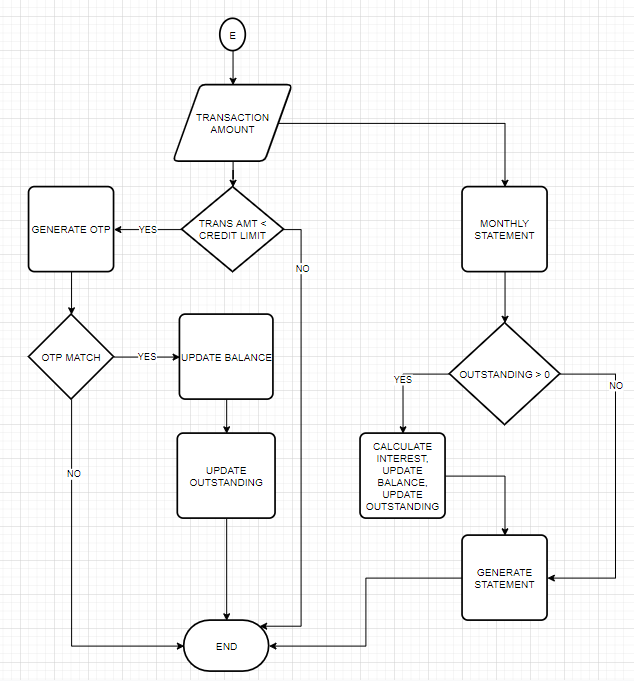 E
TRANSACTION
AMOUNT
GENERATE OTP
YES
TRANS AMT <
CREDIT LIMIT
MONTHLY
STATEMENT
NO
OTP MATCH
YES
UPDATE BALANCE
OUTSTANDING > 0
YES
NO
UPDATE
OUTSTANDING
CALCULATE
INTEREST,
UPDATE
BALANCE,
UPDATE
OUTSTANDING
NO
GENERATE
STATEMENT
END